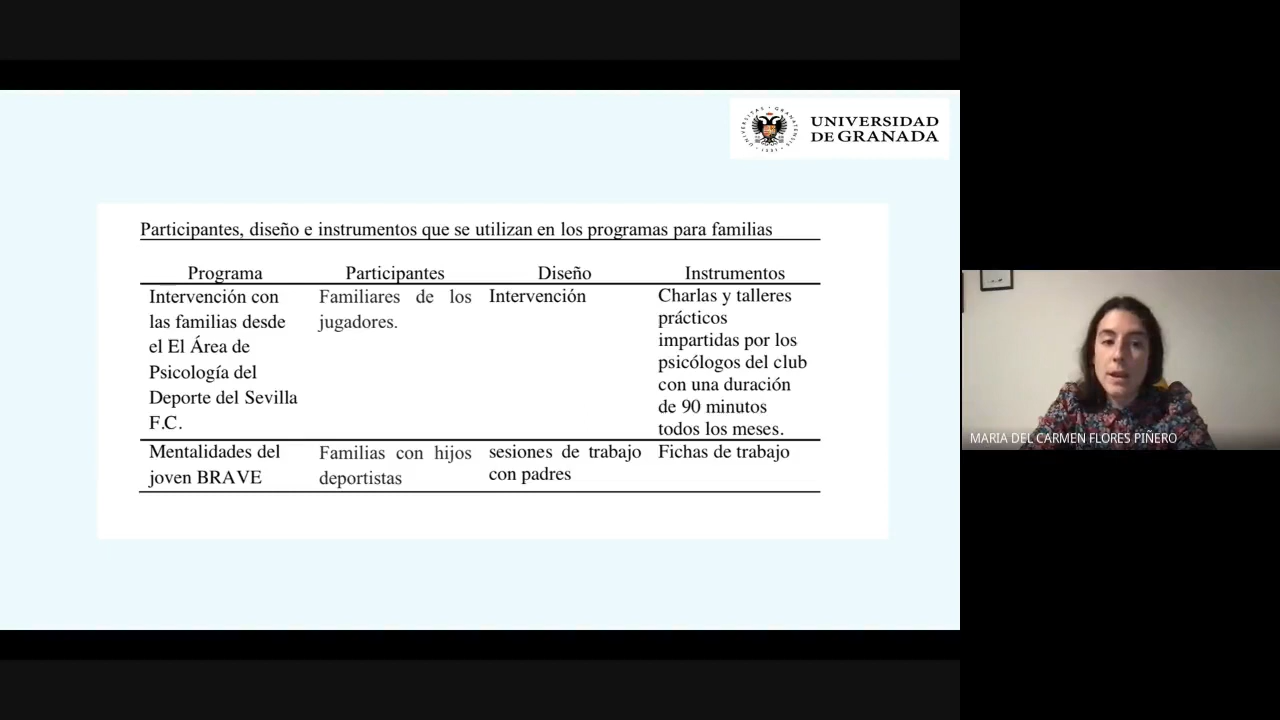 UNIVERSIDAD
DE GRANADA
Participantes, diseño e instrumentos que se utilizan en los programas para familias
Programa Participantes Diseño Instrumentos
Intervención con
las familias desde
el El Área de
Psicología del
Deporte del Sevilla
F.C.
Familiares de los
jugadores.
Intervención
Charlas y talleres
prácticos
impartidas por los
psicólogos del club
con una duración
de 90 minutos
todos los meses.
Mentalidades del
joven BRAVE
Familias con hijos
deportistas
sesiones de trabajo
con padres
Fichas de trabajo
MARIA DEL CARMEN FLORES PIÑERO